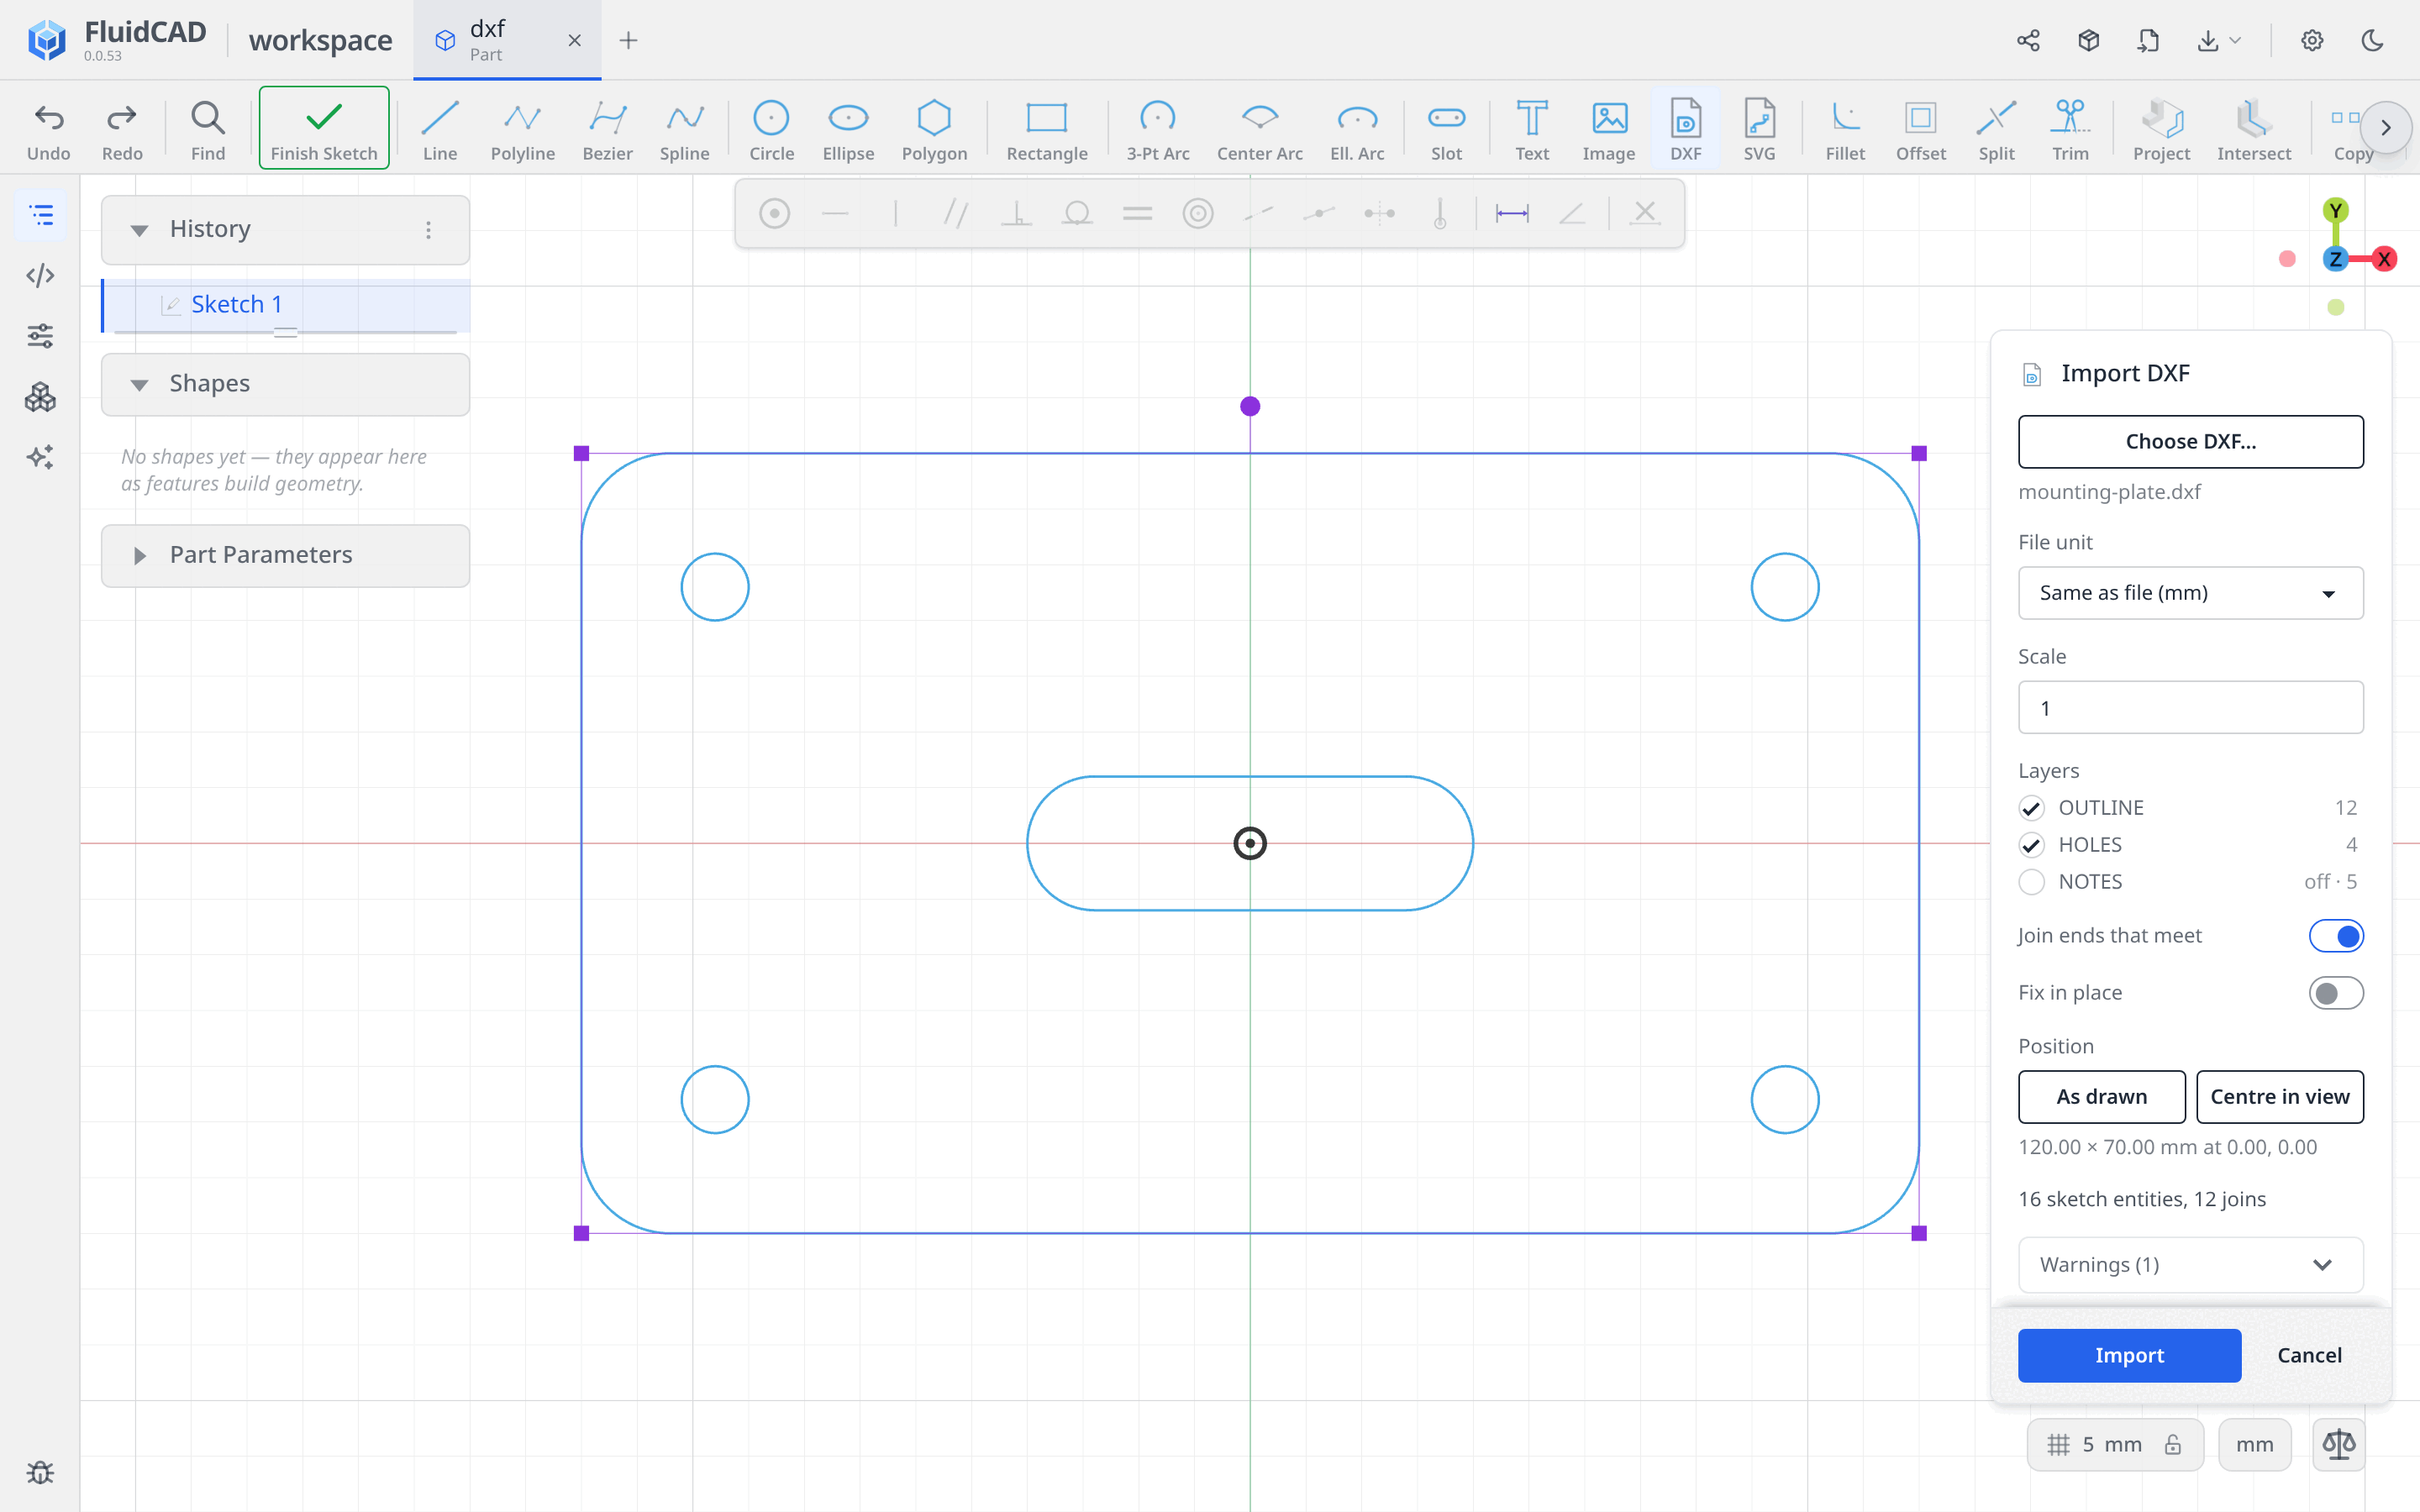 FluidCAD
0.0.53
workspace
dxf
Part
Undo
Redo
Find
Finish Sketch
Line
Polyline
Bezier
Spline
Circle
Ellipse
Polygon
Rectangle
3-Pt Arc
Center Arc
Ell. Arc
Slot
Text
Image
DXF
SVG
Fillet
Offset
Split
Trim
Project
Intersect
Copy
History
Sketch 1
Shapes
No shapes yet — they appear here
as features build geometry.
Part Parameters
Y
Z
X
Import DXF
Choose DXF...
mounting-plate.dxf
File unit
Same as file (mm)
Scale
1
Layers
OUTLINE 12
HOLES 4
NOTES off · 5
Join ends that meet
Fix in place
Position
As drawn
Centre in view
120.00 × 70.00 mm at 0.00, 0.00
16 sketch entities, 12 joins
Warnings (1)
Import
Cancel
5 mm
mm